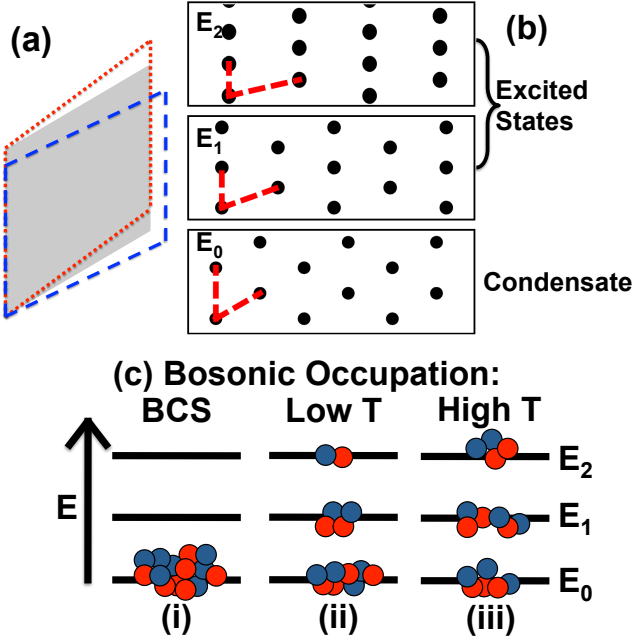 (a)
(b)
E2
Excited
States
E1
E0
Condensate
(c) Bosonic Occupation:
BCS Low T High T
E
E2
E1
E0
(i) (ii) (iii)